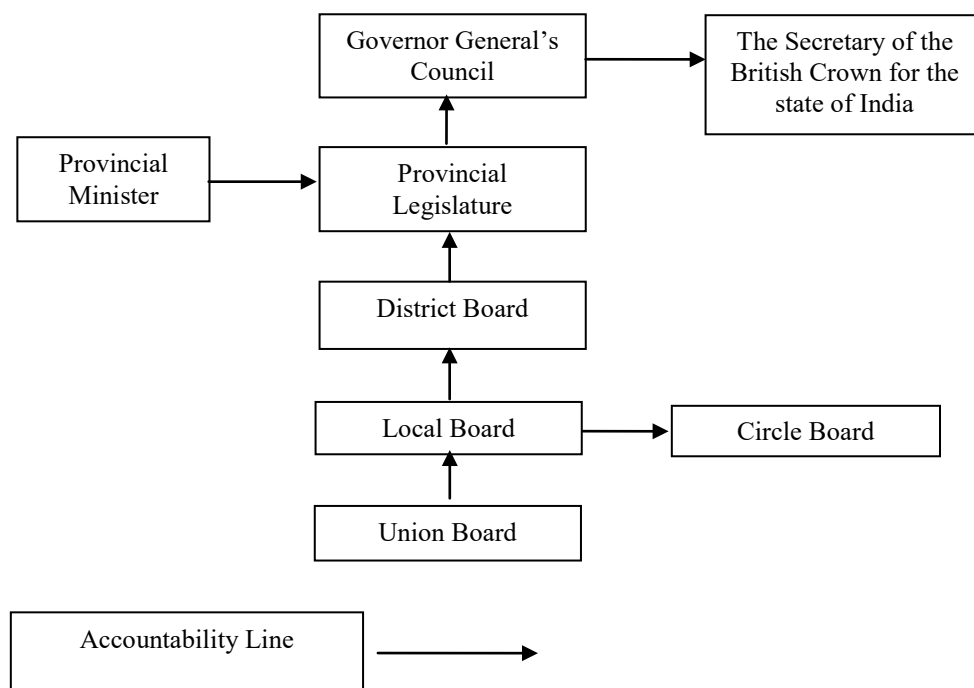 Governor General’s
Council
The Secretary of the
British Crown for the
state of India
Provincial
Minister
Provincial
Legislature
District Board
Local Board
Circle Board
Union Board
Accountability Line